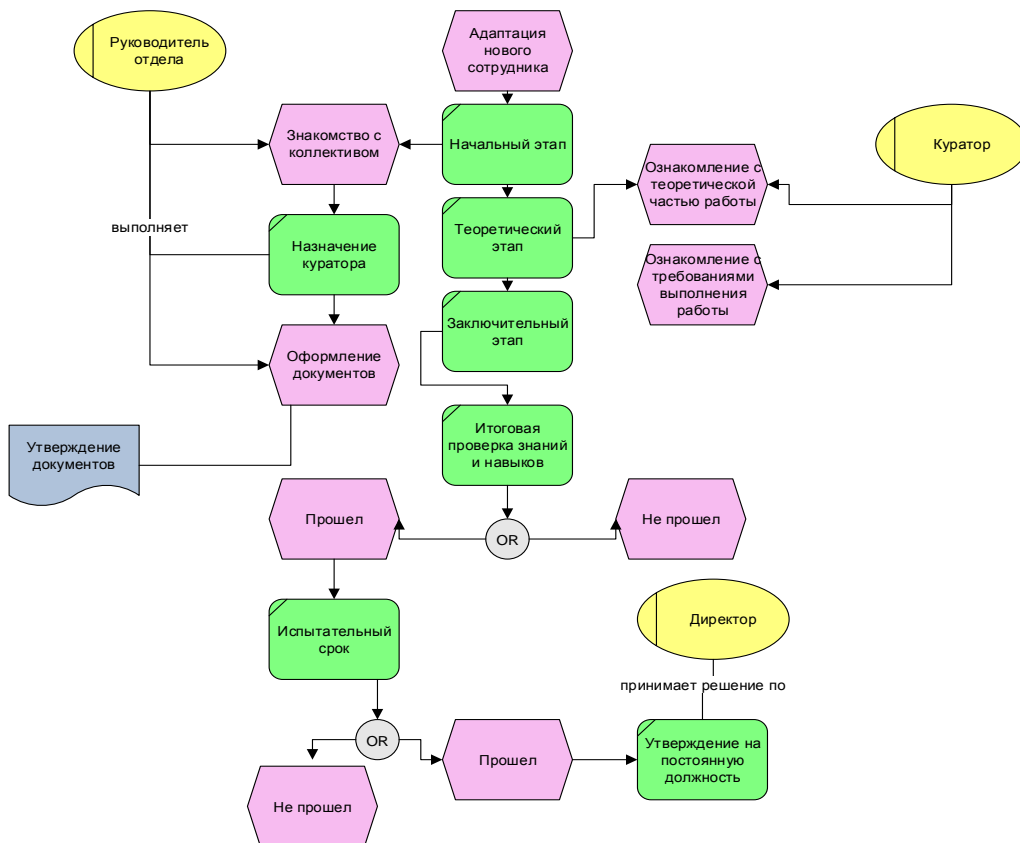 Руководитель
отдела
Адаптация
нового
сотрудника
Знакомство с
коллективом
Начальный этап
Ознакомление с
теоретической
частью работы
Куратор
выполняет
Назначение
куратора
Теоретический
этап
Ознакомление с
требованиями
выполнения
работы
Заключительный
этап
Оформление
документов
Утверждение
документов
Итоговая
проверка знаний
и навыков
Прошел
OR
Не прошел
Испытательный
срок
Директор
принимает решение по
OR
Не прошел
Прошел
Утверждение на
постоянную
должность